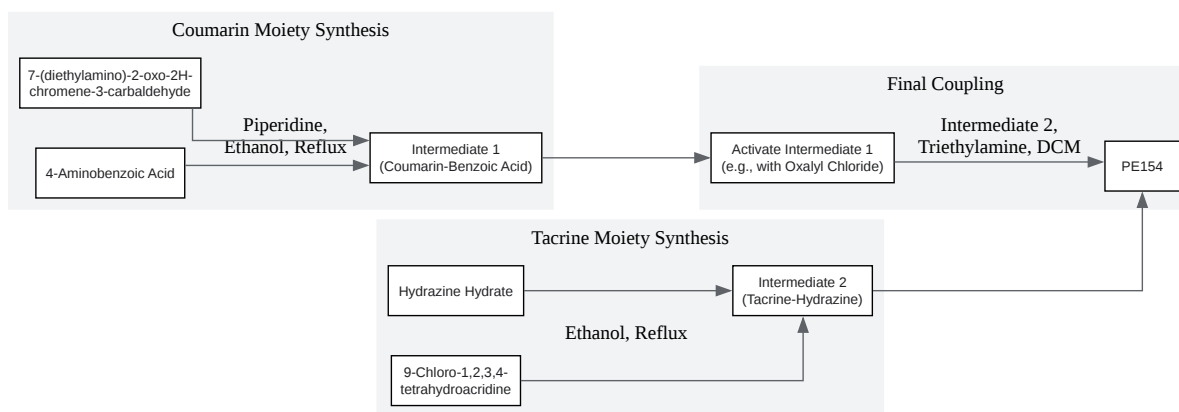 Coumarin Moiety Synthesis
7-(diethylamino)-2-oxo-2H-
chromene-3-carbaldehyde
Piperidine,
Ethanol, Reflux
4-Aminobenzoic Acid
Intermediate 1
(Coumarin-Benzoic Acid)
Final Coupling
Activate Intermediate 1
(e.g., with Oxalyl Chloride)
Intermediate 2,
Triethylamine, DCM
PE154
Tacrine Moiety Synthesis
Hydrazine Hydrate
Intermediate 2
(Tacrine-Hydrazine)
Ethanol, Reflux
9-Chloro-1,2,3,4-
tetrahydroacridine